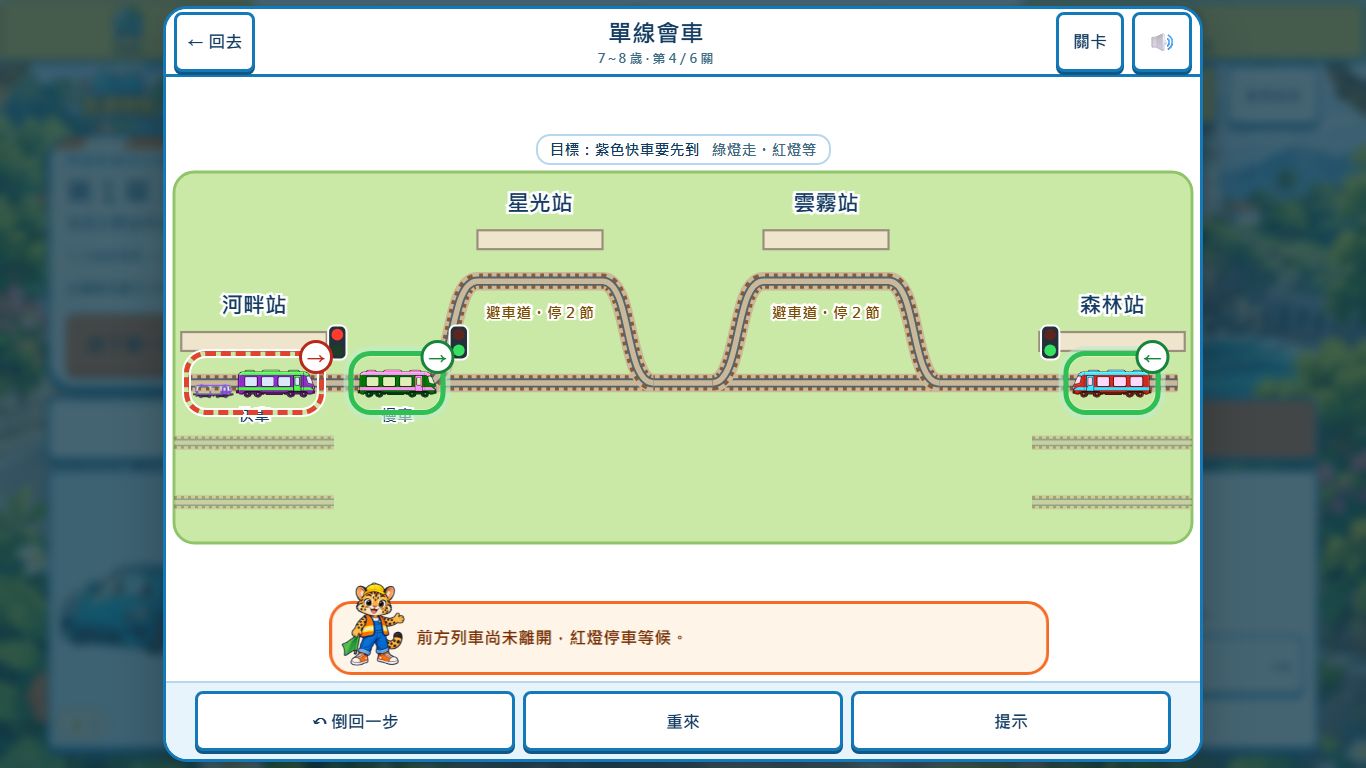 ← 回去
單線會車
7~8 歲·第 4 / 6 關
關卡
目標：紫色快車要先到 綠燈走·紅燈等
星光站
雲霧站
避車道·停 2 節
避車道·停 2 節
河畔站
森林站
→
→
←
快車
慢車
前方列車尚未離開，紅燈停車等候。
↶ 倒回一步
重來
提示